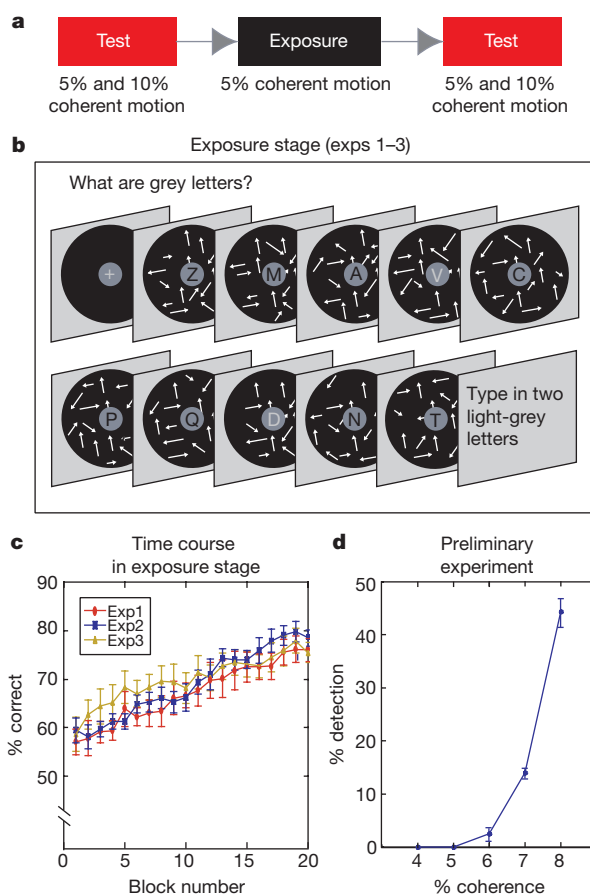 a
Test
Exposure
Test
5% and 10%
coherent motion
5% coherent motion
5% and 10%
coherent motion
b
Exposure stage (exps 1–3)
What are grey letters?
+
Z
M
A
V
C
P
Q
D
N
T
Type in two
light-grey
letters
c
Time course
in exposure stage
90
80
70
60
50
% correct
Exp1
Exp2
Exp3
0
5
10
15
20
Block number
d
Preliminary
experiment
50
40
30
20
10
0
% detection
4
5
6
7
8
% coherence